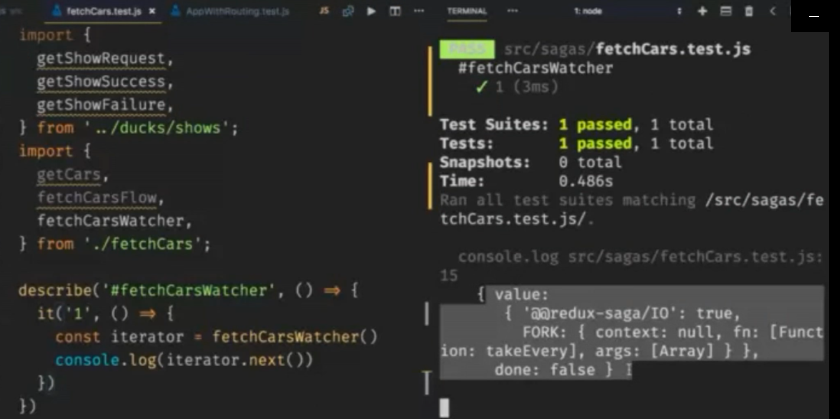 fetchCars.test.js ×
AppWithRouting.test.js
JS
import {
getShowRequest,
getShowSuccess,
getShowFailure,
} from '../ducks/shows';
import {
getCars,
fetchCarsFlow,
fetchCarsWatcher,
} from './fetchCars';
describe('#fetchCarsWatcher', () => {
it('1', () => {
const iterator = fetchCarsWatcher()
console.log(iterator.next())
})
})
TERMINAL
1: node
PASS src/sagas/fetchCars.test.js
#fetchCarsWatcher
✓ 1 (3ms)
Test Suites: 1 passed, 1 total
Tests: 1 passed, 1 total
Snapshots: 0 total
Time: 0.486s
Ran all test suites matching /src/sagas/fe
tchCars.test.js/.
console.log src/sagas/fetchCars.test.js:
15
{ value:
{ '@@redux-saga/IO': true,
FORK: { context: null, fn: [Funct
ion: takeEvery], args: [Array] } },
done: false }